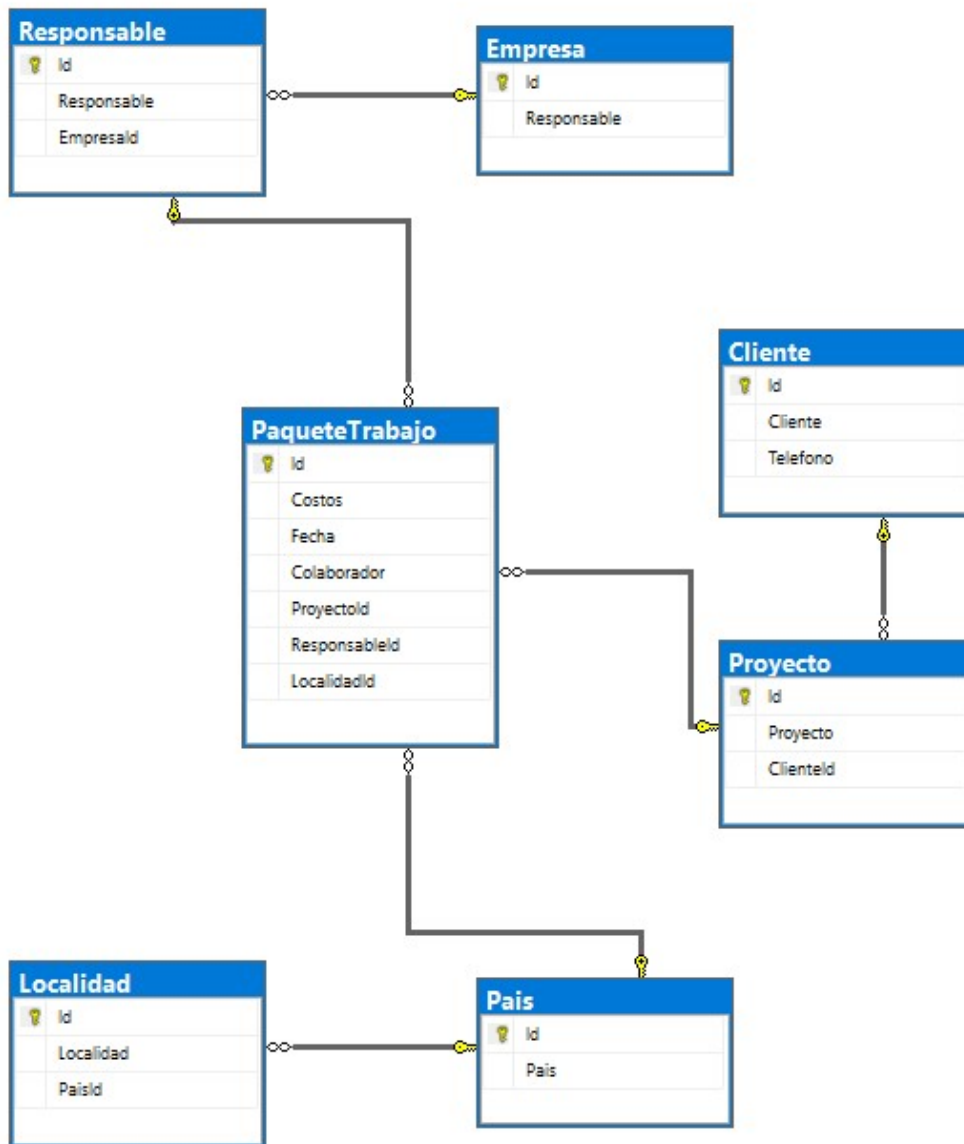 Responsable
Id
Responsable
EmpresaId
Empresa
Id
Responsable
Cliente
Id
Cliente
Telefono
PaqueteTrabajo
Id
Costos
Fecha
Colaborador
ProyectoId
ResponsableId
LocalidadId
Proyecto
Id
Proyecto
ClienteId
Localidad
Id
Localidad
PaisId
Pais
Id
Pais